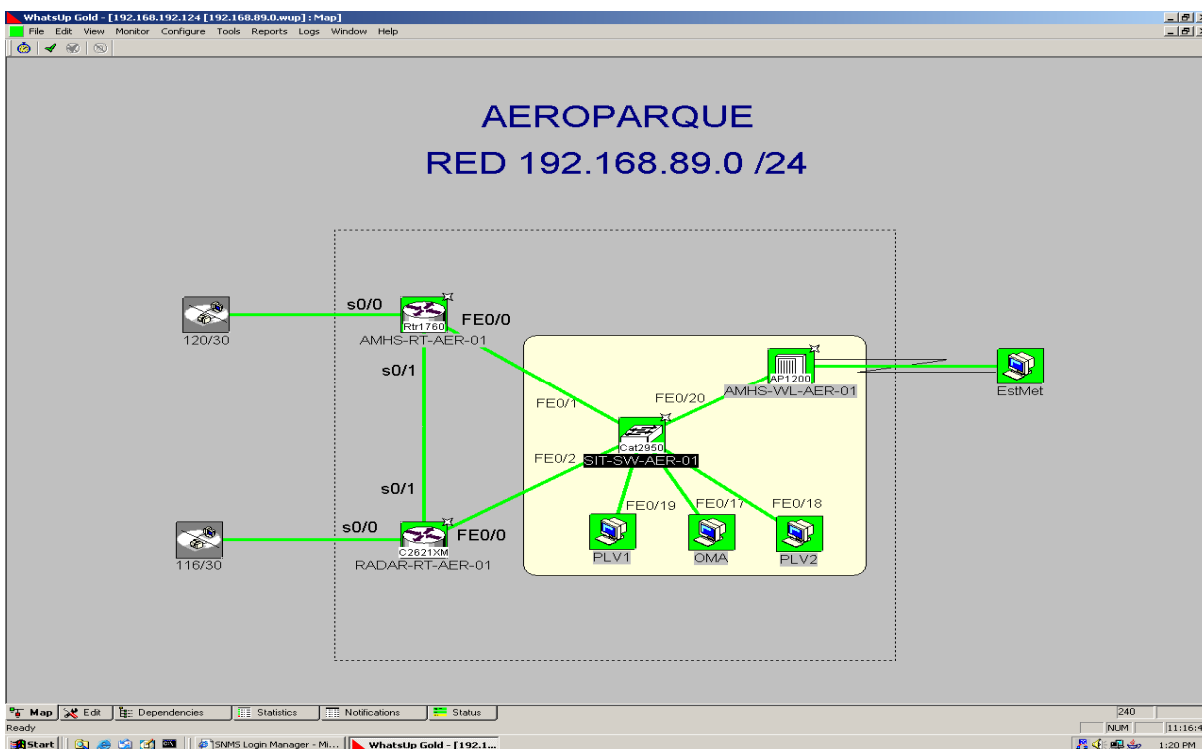 WhatsUp Gold - [192.168.192.124 [192.168.89.0.wup] : Map]
File Edit View Monitor Configure Tools Reports Logs Window Help
AEROPARQUE
RED 192.168.89.0 /24
120/30
s0/0
Rtr1760
FE0/0
AMHS-RT-AER-01
s0/1
FE0/1
FE0/20
AP1200
AMHS-WL-AER-01
EstMet
Cat2950
SIT-SW-AER-01
FE0/2
s0/1
FE0/19
FE0/17
FE0/18
116/30
s0/0
C2621XM
FE0/0
RADAR-RT-AER-01
PLV1
OMA
PLV2
Map Edit Dependencies Statistics Notifications Status
240
Ready
NUM
11:16:4
Start
SNMS Login Manager - Mi...
WhatsUp Gold - [192.1...
1:20 PM